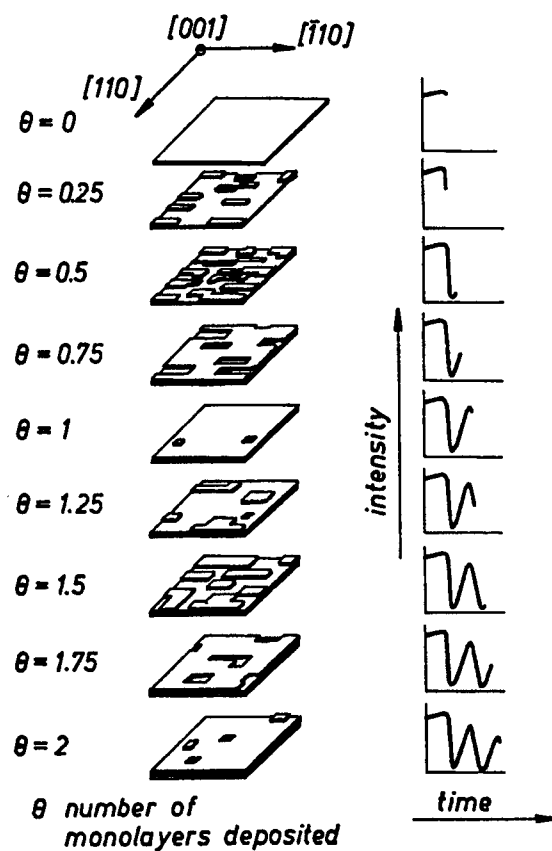 [001]
[1̄10]
[110]
θ = 0
θ = 0.25
θ = 0.5
θ = 0.75
θ = 1
θ = 1.25
θ = 1.5
θ = 1.75
θ = 2
intensity
θ number of
monolayers deposited
time